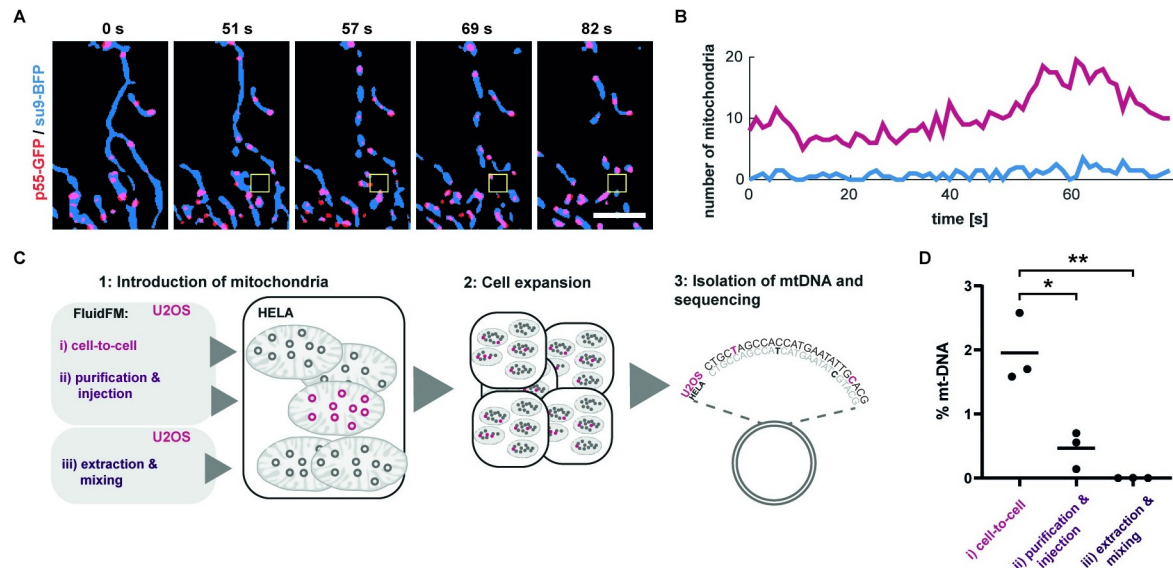 A
0 s
51 s
57 s
69 s
82 s
p55-GFP / su9-BFP
B
number of mitochondria
20
10
0
0
20
40
60
time [s]
C
1: Introduction of mitochondria
FluidFM: U2OS
i) cell-to-cell
ii) purification &
injection
U2OS
iii) extraction &
mixing
HELA
2: Cell expansion
3: Isolation of mtDNA and
sequencing
U2OS
CTGCTAGCCACCATGAATATTGCACG
HELA
D
% mt-DNA
3
2
1
0
*
**
i) cell-to-cell
ii) purification &
injection
iii) extraction &
mixing